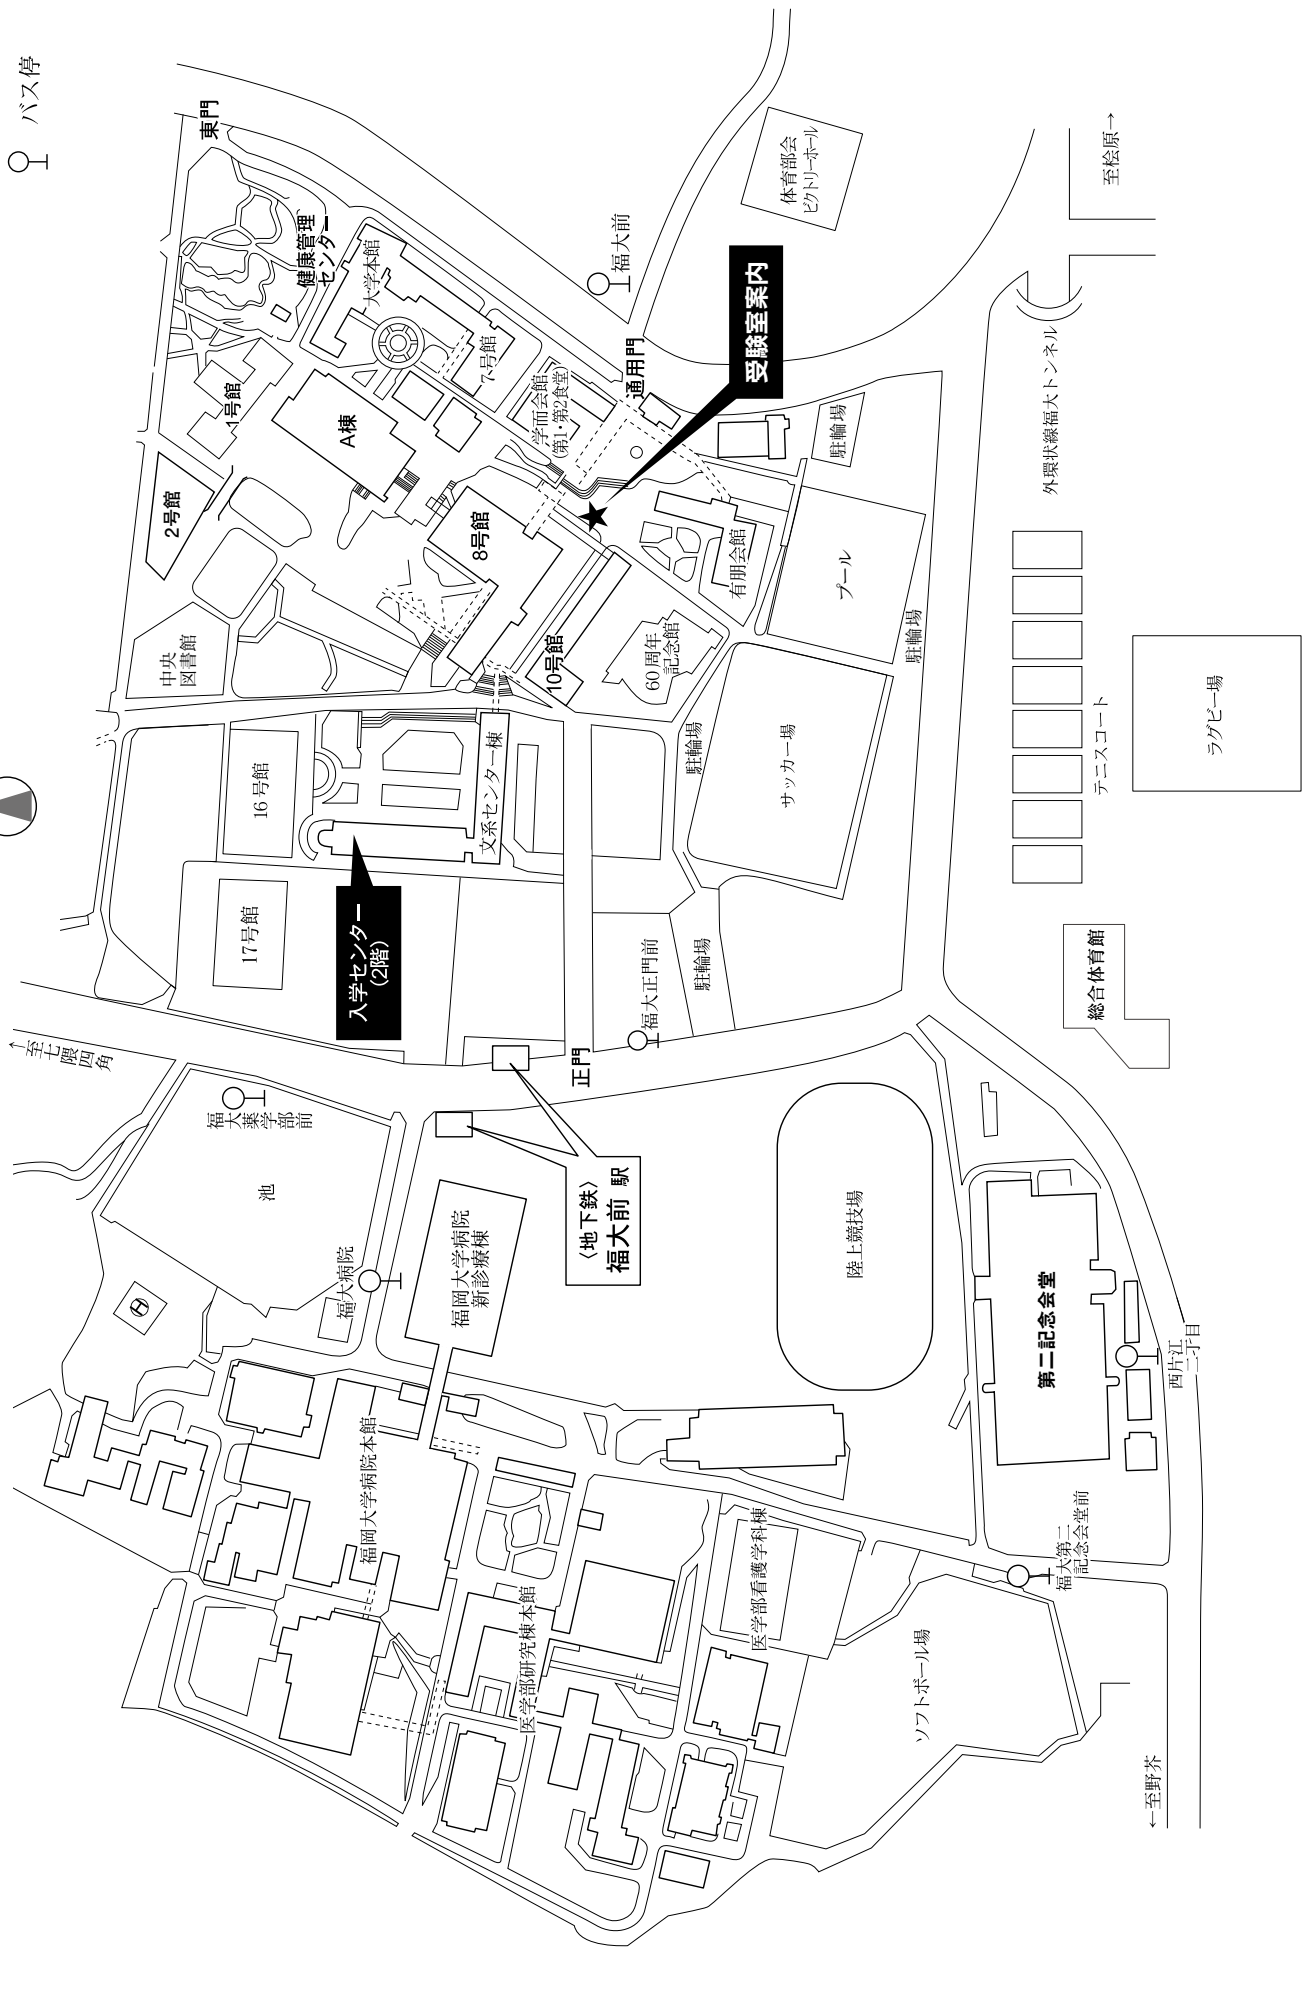 バス停
東門
健康管理
センター
大学本館
7号館
1号館
A棟
2号館
学而会館
(第1・第2食堂)
通用門
福大前
体育部会
ビクトリーホール
至桧原→
受験室案内
8号館
10号館
有朋会館
60周年
記念館
駐輪場
プール
駐輪場
外環状線福大トンネル
中央
図書館
16号館
17号館
文系センター棟
入学センター
(2階)
駐輪場
サッカー場
駐輪場
テニスコート
ラグビー場
総合体育館
福大正門前
正門
←至七隈四角
福大薬学部前
池
〈地下鉄〉
福大前 駅
福大病院
福岡大学病院
新診療棟
H
陸上競技場
第二記念会堂
西片江
二丁目
福岡大学病院本館
医学部研究棟本館
医学部看護学科棟
福大第二
記念会堂前
ソフトボール場
←至野芥